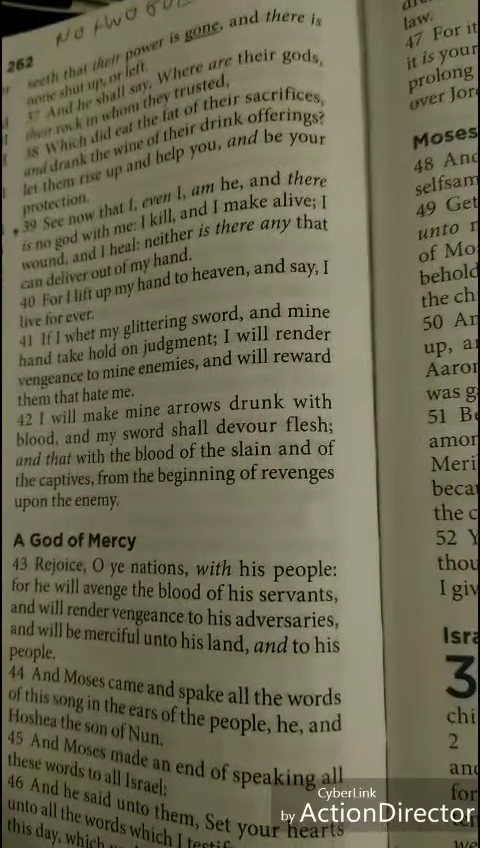 No two
262
seeth that their power is gone, and there is
none shut up, or left.
37 And he shall say, Where are their gods,
their rock in whom they trusted,
38 Which did eat the fat of their sacrifices,
and drank the wine of their drink offerings?
let them rise up and help you, and be your
protection.
39 See now that I, even I, am he, and there
is no god with me: I kill, and I make alive; I
wound, and I heal: neither is there any that
can deliver out of my hand.
40 For I lift up my hand to heaven, and say, I
live for ever.
41 If I whet my glittering sword, and mine
hand take hold on judgment; I will render
vengeance to mine enemies, and will reward
them that hate me.
42 I will make mine arrows drunk with
blood, and my sword shall devour flesh;
and that with the blood of the slain and of
the captives, from the beginning of revenges
upon the enemy.
A God of Mercy
43 Rejoice, O ye nations, with his people:
for he will avenge the blood of his servants,
and will render vengeance to his adversaries,
and will be merciful unto his land, and to his
people.
44 And Moses came and spake all the words
of this song in the ears of the people, he, and
Hoshea the son of Nun.
45 And Moses made an end of speaking all
these words to all Israel:
46 And he said unto them, Set your hearts
unto all the words which I testif
this day, which
law.
47 For it
it is your
prolong
over Jor
Moses
48 And
selfsam
49 Get
unto
of Mo
behold
the ch
50 An
up, a
Aaron
was g
51 Be
amon
Meri
becau
the c
52 Y
thou
I giv
Isra
3
chi
2
and
for
CyberLink
by ActionDirector